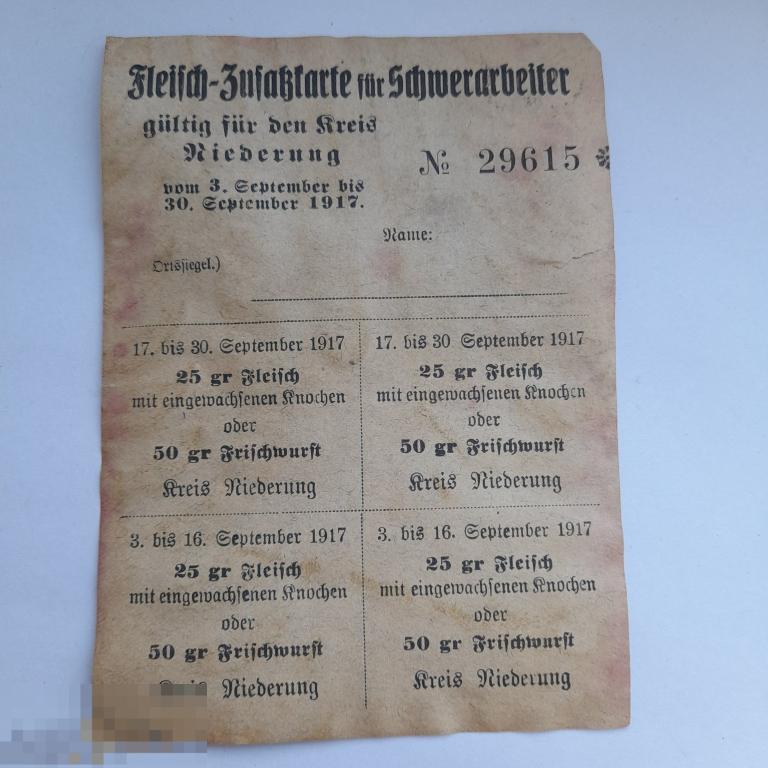 Fleisch-Zusatzkarte für Schwerarbeiter
gültig für den Kreis
Niederung
№ 29615 *
vom 3. September bis
30. September 1917.
Name:
Ortssiegel.)
17. bis 30. September 1917
25 gr Fleisch
mit eingewachsenen Knochen
oder
50 gr Frischwurst
Kreis Niederung
17. bis 30 September 1917
25 gr Fleisch
mit eingewachsenen Knochen
oder
50 gr Frischwurst
Kreis Niederung
3. bis 16. September 1917
25 gr Fleisch
mit eingewachsenen Knochen
oder
50 gr Frischwurst
Niederung
3. bis 16. September 1917
25 gr Fleisch
mit eingewachsenen Knochen
oder
50 gr Frischwurst
Kreis Niederung